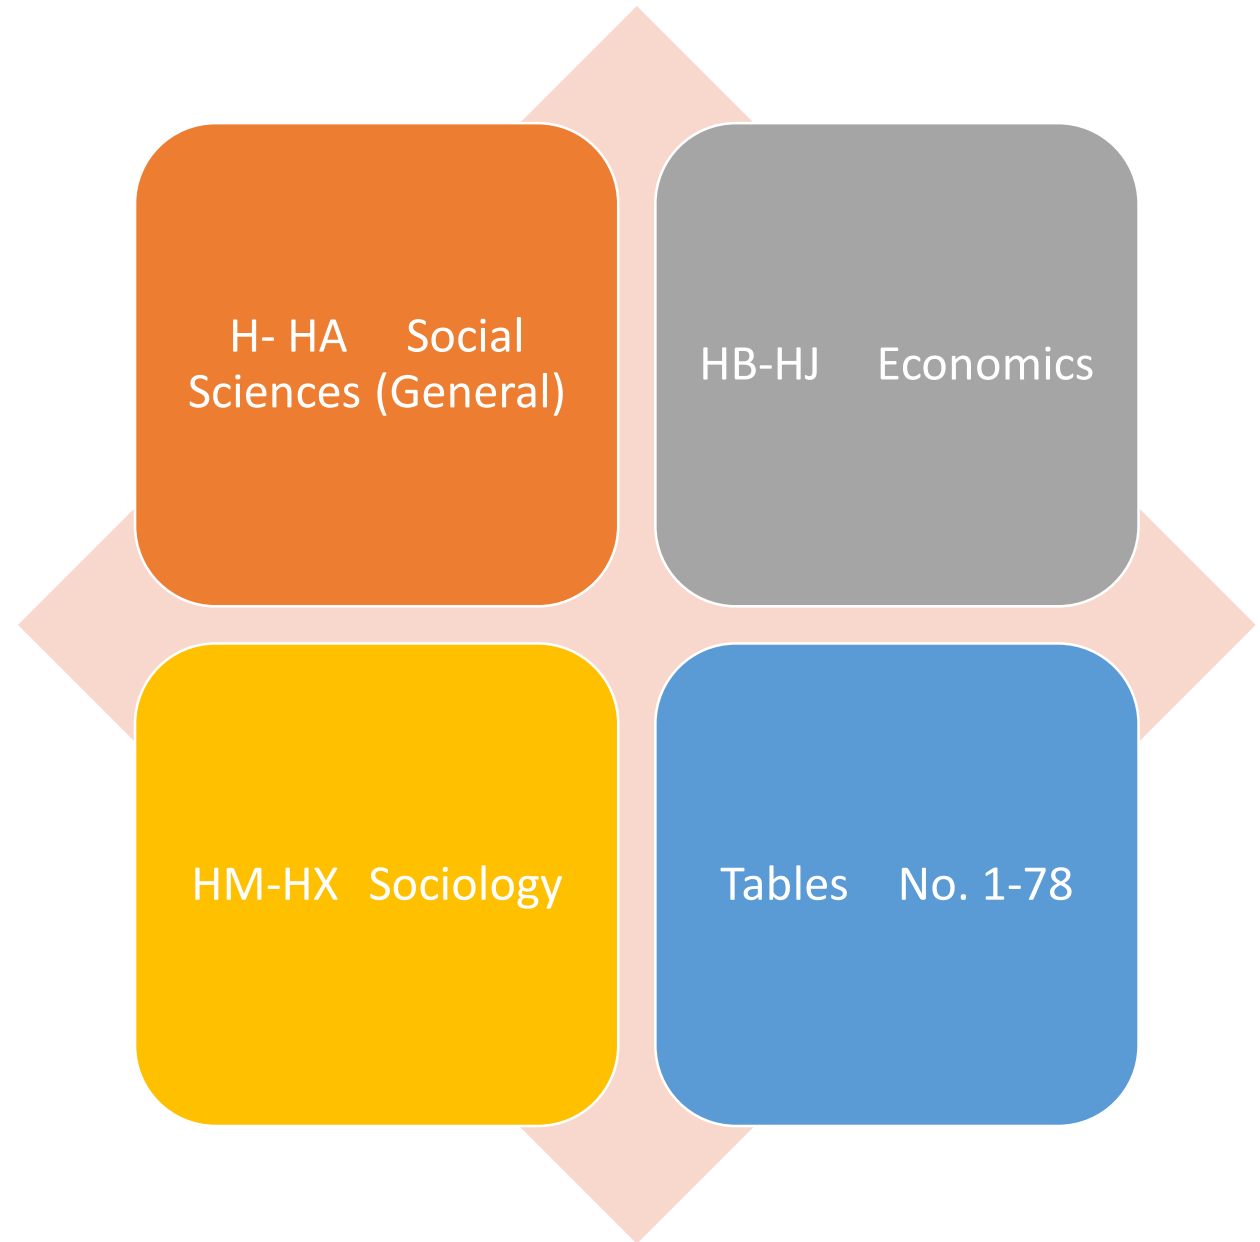 H- HA Social
Sciences (General)
HB-HJ Economics
HM-HX Sociology
Tables No. 1-78